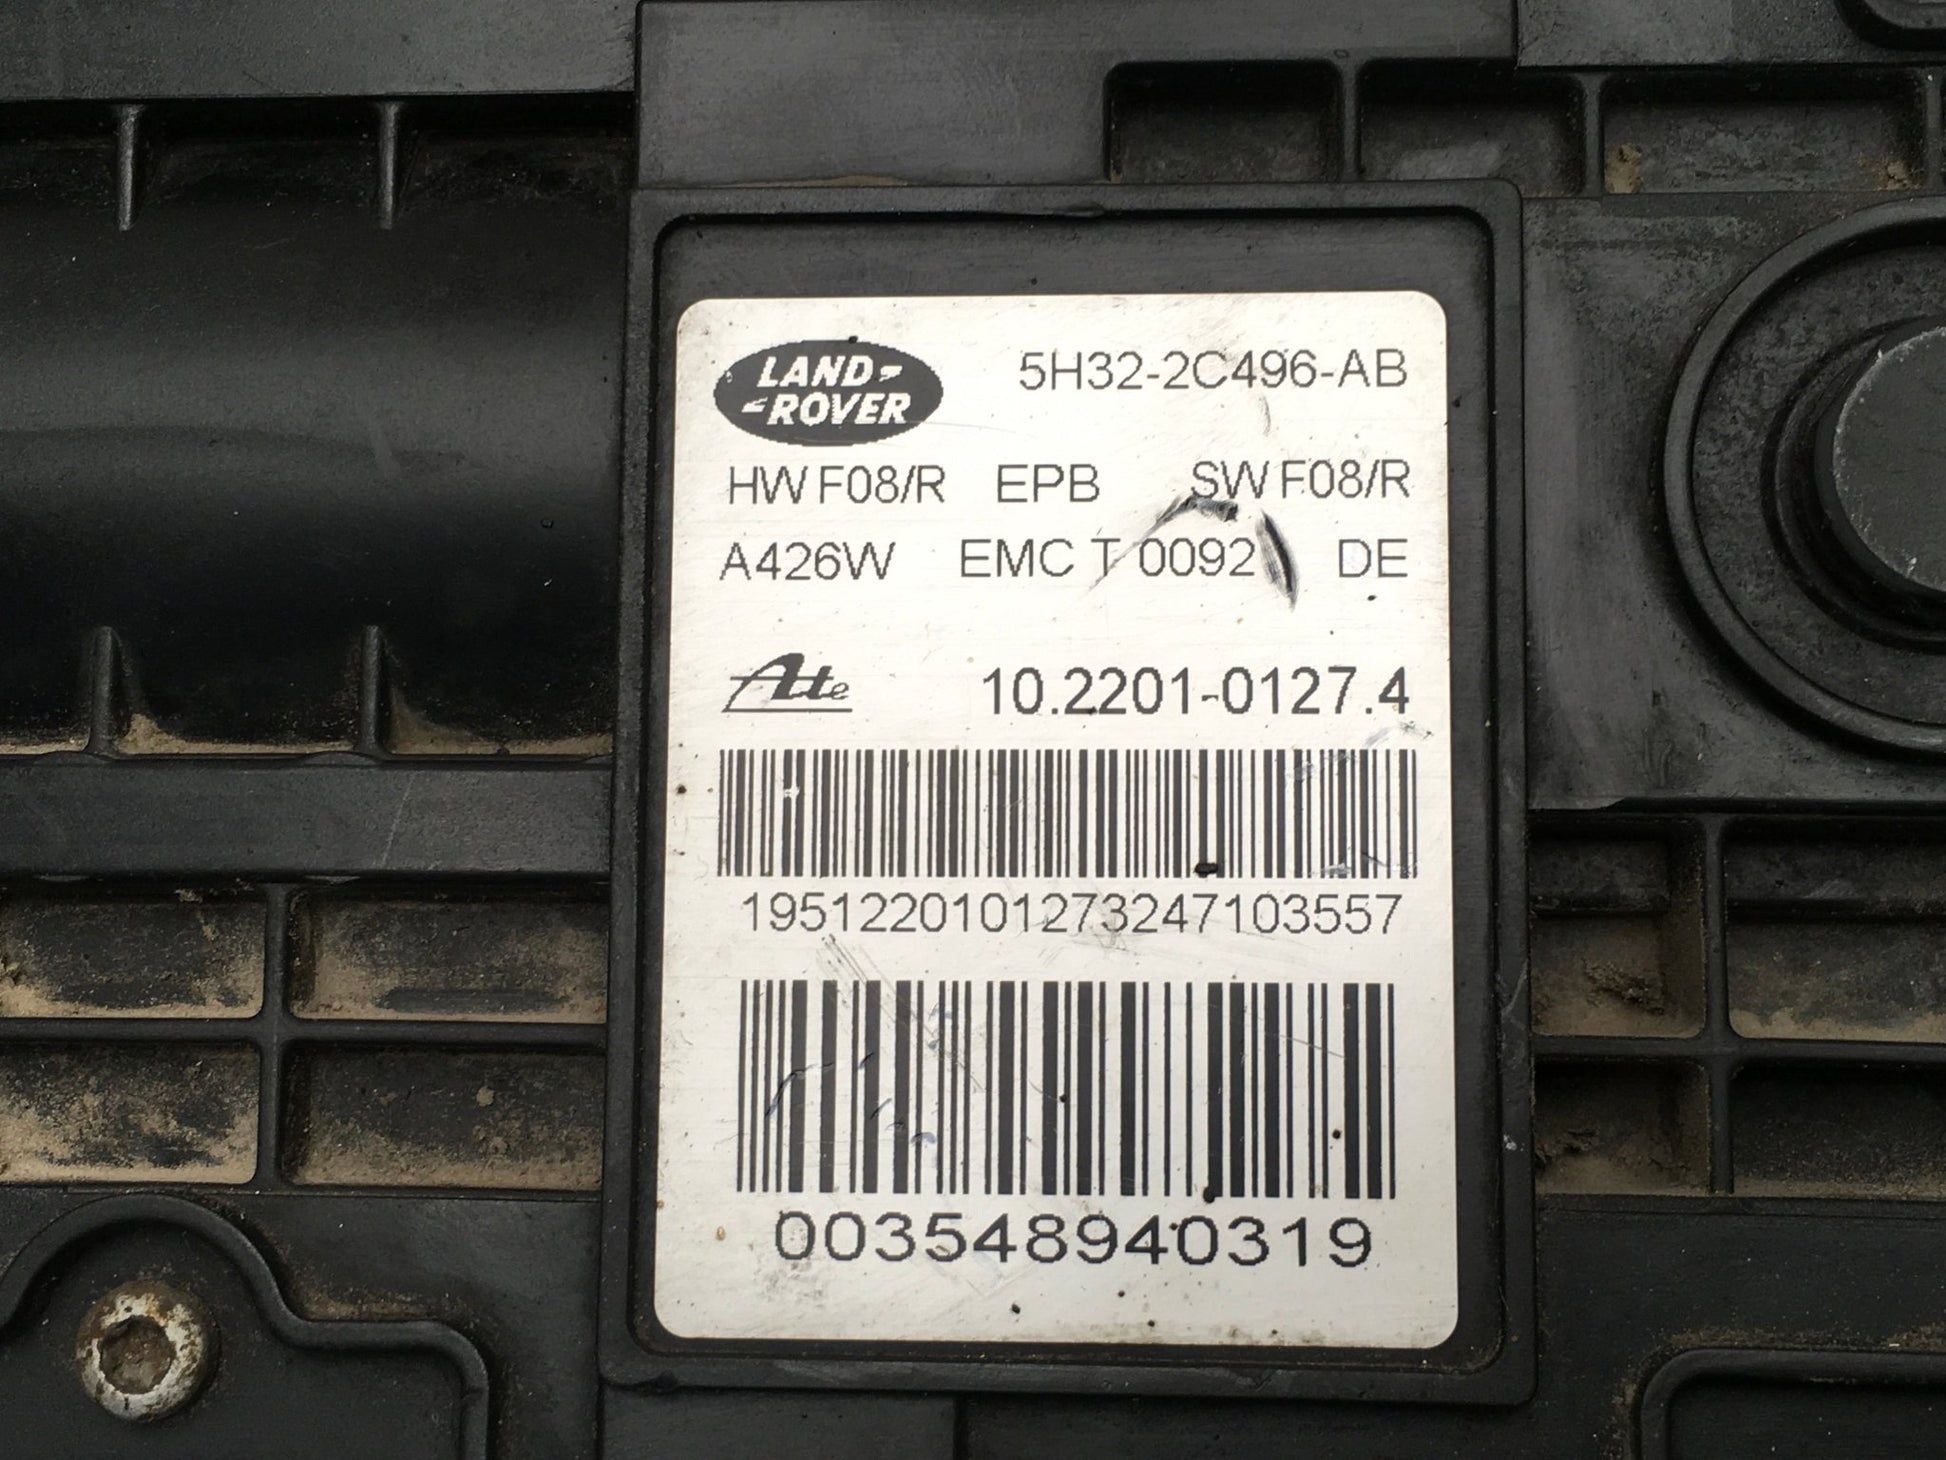 LAND
ROVER
5H32-2C496-AB
HW F08/R EPB SW F08/R
A426W EMC T 0092 DE
Ate 10.2201-0127.4
1951220101273247103557
003548940319